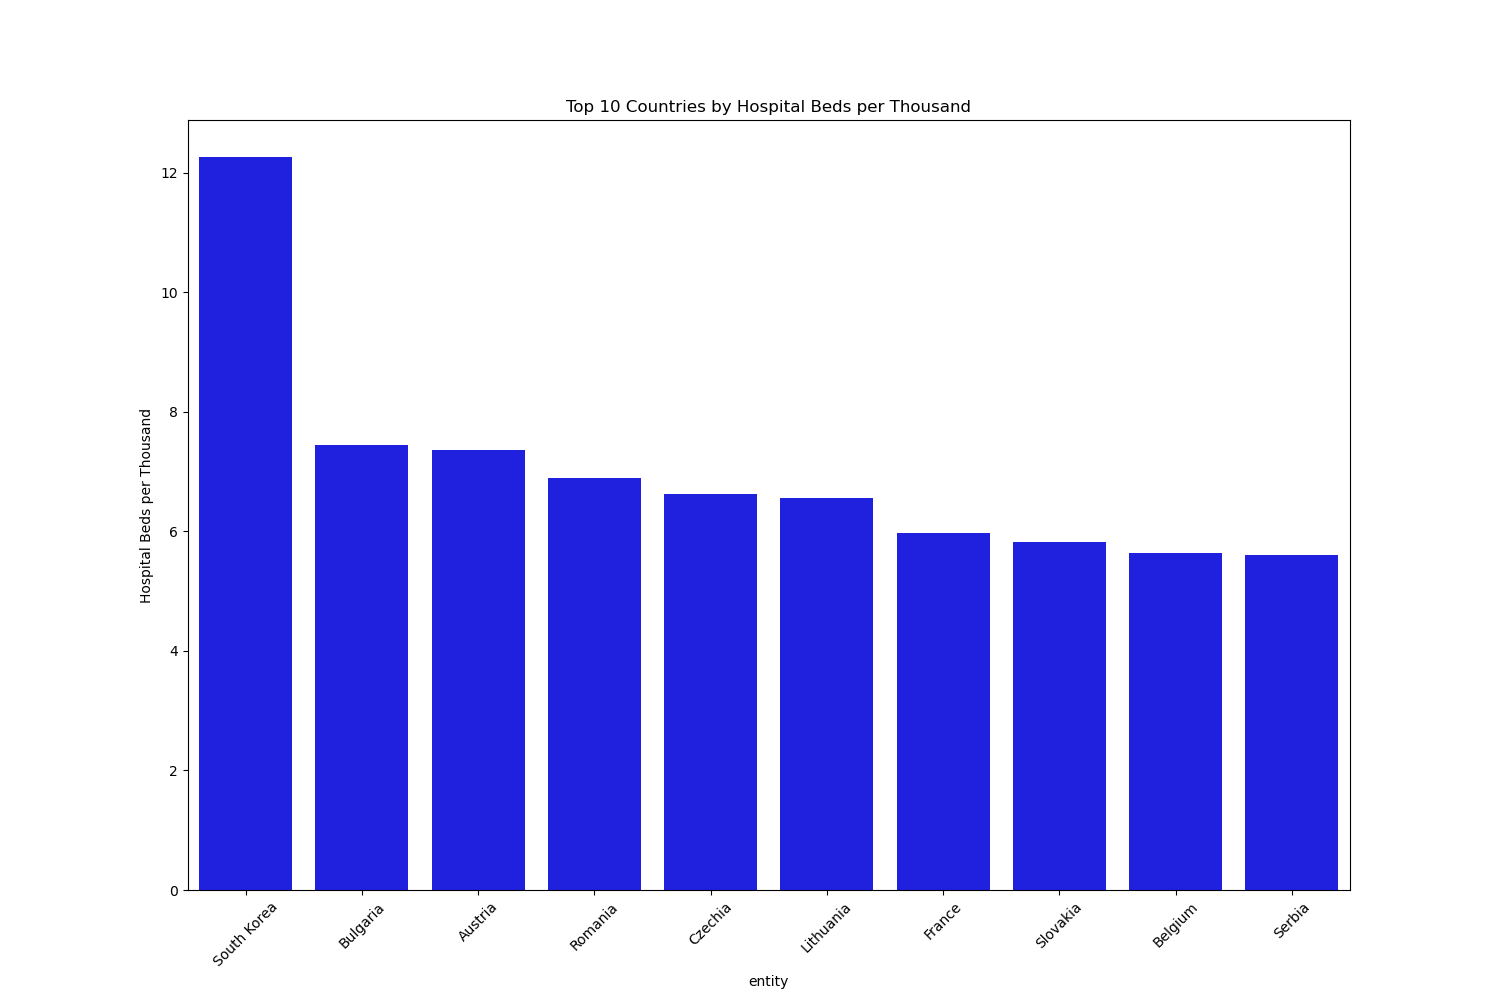 Top 10 Countries by Hospital Beds per Thousand
Hospital Beds per Thousand
12
10
8
6
4
2
0
South Korea
Bulgaria
Austria
Romania
Czechia
Lithuania
France
Slovakia
Belgium
Serbia
entity